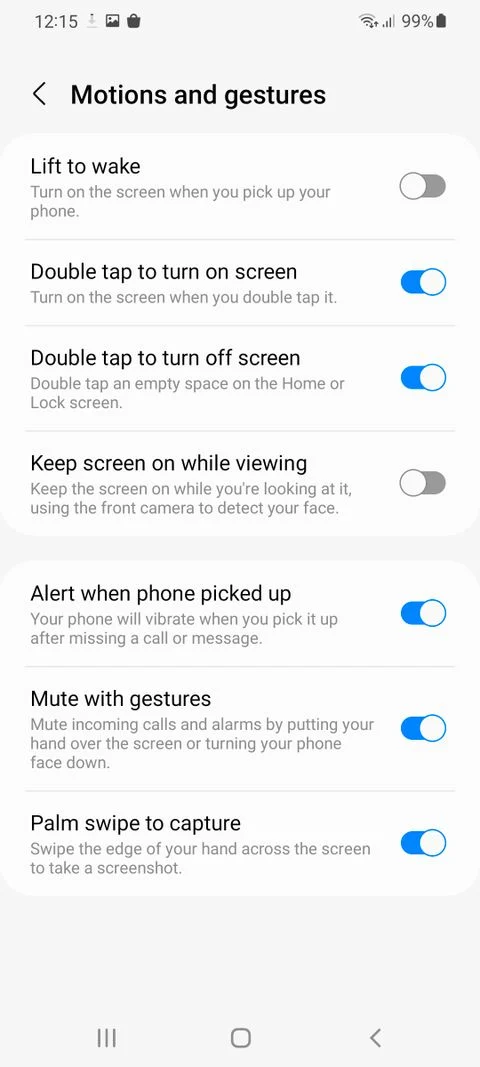 12:15 99%
Motions and gestures
Lift to wake
Turn on the screen when you pick up your
phone.
Double tap to turn on screen
Turn on the screen when you double tap it.
Double tap to turn off screen
Double tap an empty space on the Home or
Lock screen.
Keep screen on while viewing
Keep the screen on while you're looking at it,
using the front camera to detect your face.
Alert when phone picked up
Your phone will vibrate when you pick it up
after missing a call or message.
Mute with gestures
Mute incoming calls and alarms by putting your
hand over the screen or turning your phone
face down.
Palm swipe to capture
Swipe the edge of your hand across the screen
to take a screenshot.